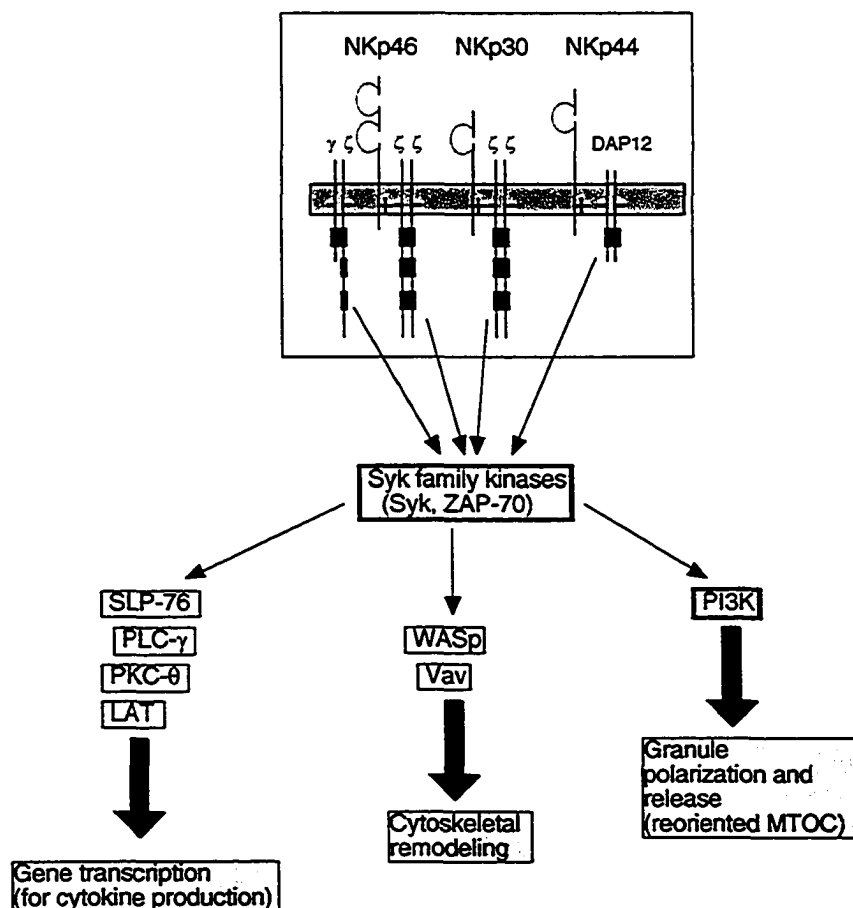 NKp46 NKp30 NKp44
γ ζ ζ ζ ζ ζ DAP12
Syk family kinases
(Syk, ZAP-70)
SLP-76
PLC-γ
PKC-θ
LAT
WASp
Vav
PI3K
Gene transcription
(for cytokine production)
Cytoskeletal
remodeling
Granule
polarization and
release
(reoriented MTOC)